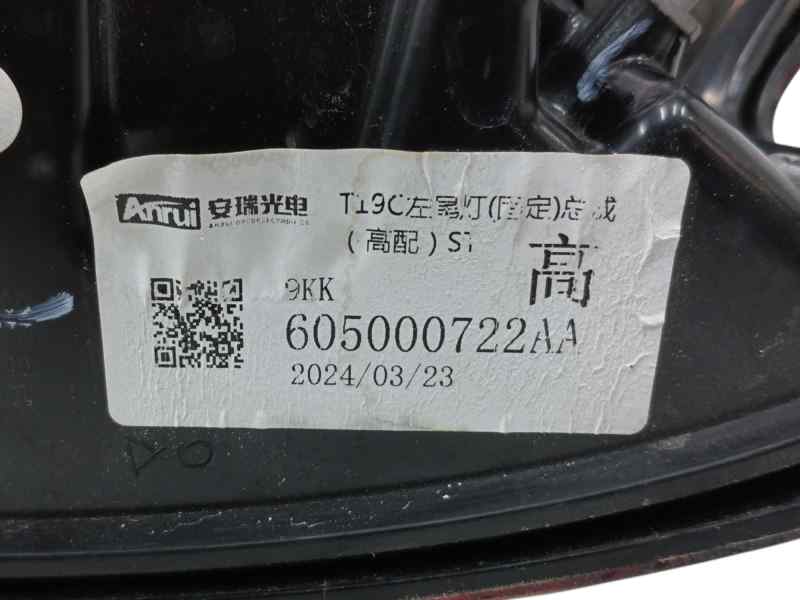 Anrui 安瑞光电 T19C左尾灯(固定)总成
(高配) ST 高
9KK
605000722AA
2024/03/23